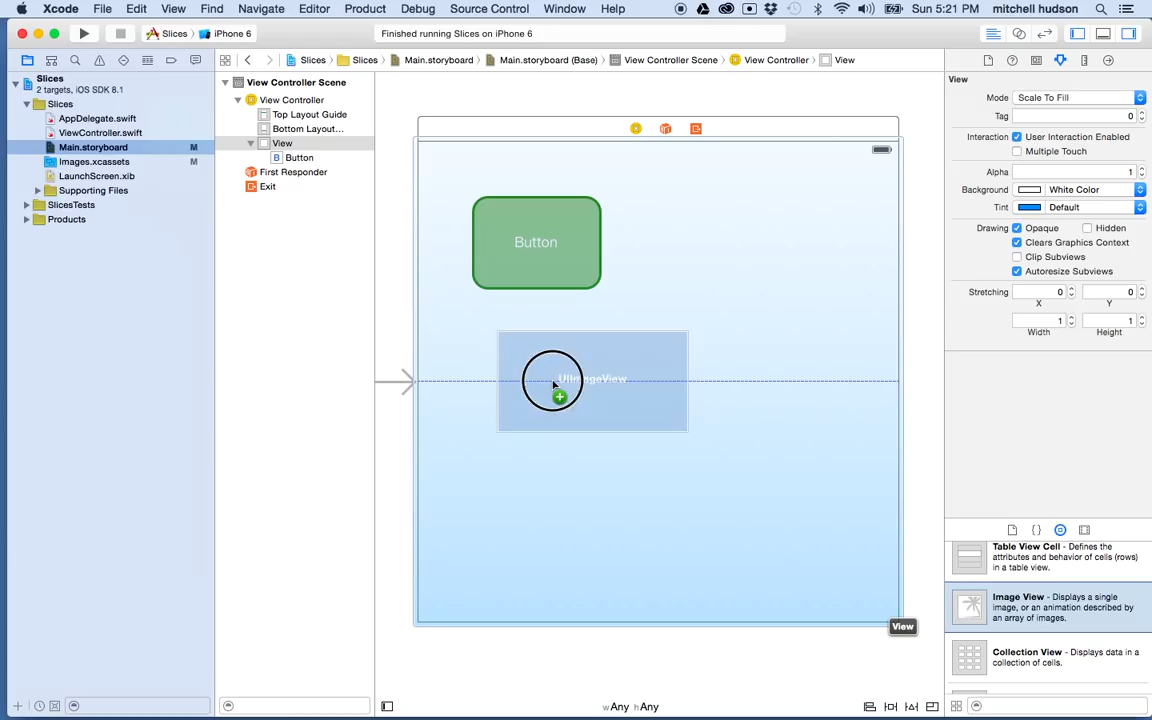 Xcode File Edit View Find Navigate Editor Product Debug Source Control Window Help Sun 5:21 PM mitchell hudson
Slices iPhone 6 Finished running Slices on iPhone 6
Slices Slices Main.storyboard Main.storyboard (Base) View Controller Scene View Controller View
Slices
2 targets, iOS SDK 8.1
Slices
AppDelegate.swift
ViewController.swift
Main.storyboard M
Images.xcassets M
LaunchScreen.xib
Supporting Files
SlicesTests
Products
View Controller Scene
View Controller
Top Layout Guide
Bottom Layout...
View
B Button
First Responder
Exit
Button
UIImageView
View
wAny hAny
View
Mode Scale To Fill
Tag 0
Interaction User Interaction Enabled
Multiple Touch
Alpha 1
Background White Color
Tint Default
Drawing Opaque Hidden
Clears Graphics Context
Clip Subviews
Autoresize Subviews
Stretching 0 0
X Y
1 1
Width Height
Table View Cell - Defines the
attributes and behavior of cells (rows)
in a table view.
Image View - Displays a single
image, or an animation described by
an array of images.
Collection View - Displays data in a
collection of cells.